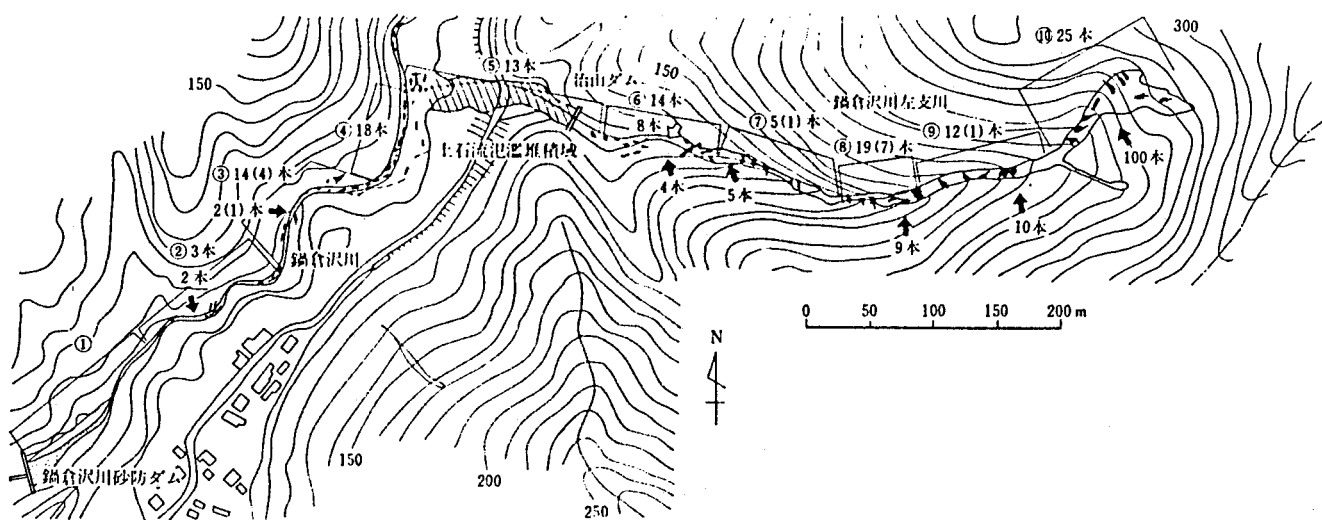 ⑩ 25 本
300
⑤ 13本
150
治山ダム
150
⑥ 14本
鍋倉沢川左支川
⑦ 5(1) 本
④ 18本
8本
⑨ 12(1) 本
土石流氾濫堆積域
⑧ 19(7) 本
100本
③ 14(4) 本
4本
5本
2(1) 本
10本
9本
② 3本
鍋倉沢川
2本
0 50 100 150 200 m
①
N
150
鍋倉沢川砂防ダム
200
250